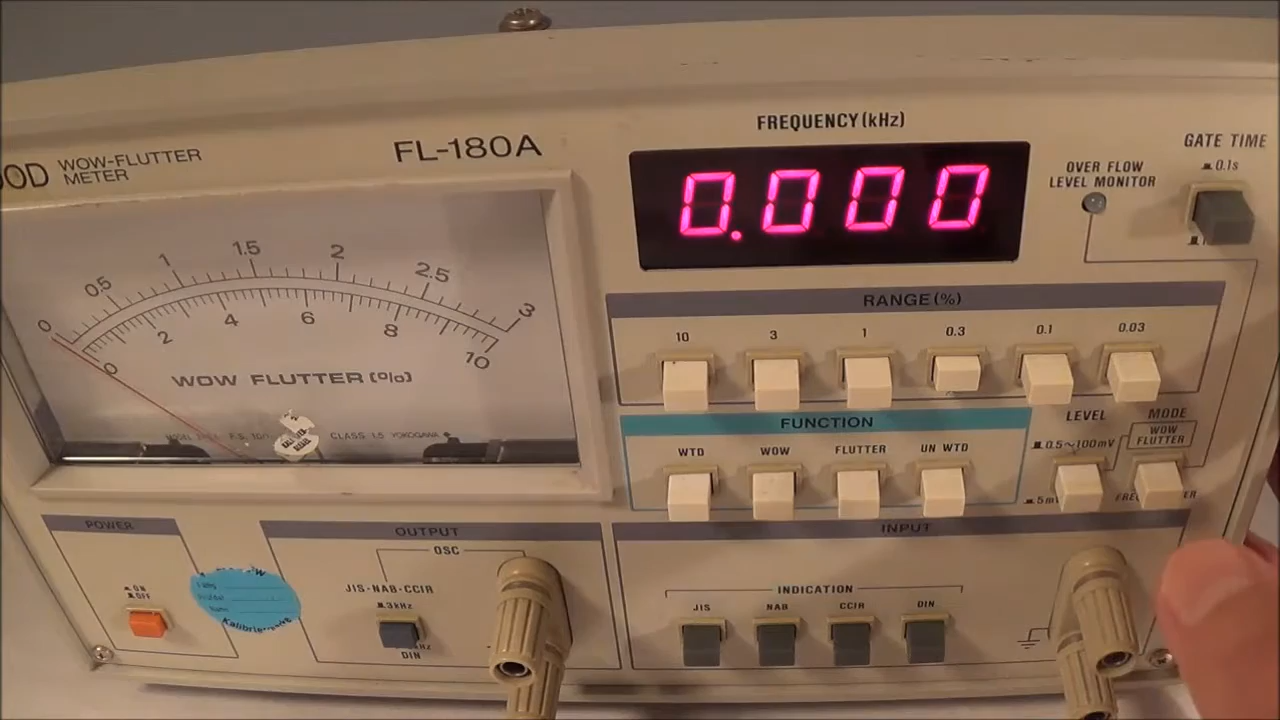 OOD WOW-FLUTTER
METER
FL-180A
0 0.5 1 1.5 2 2.5 3
0 2 4 6 8 10
WOW FLUTTER (%)
CLASS 1.5 YOKOGAWA
FREQUENCY (kHz)
0.000
OVER FLOW
LEVEL MONITOR
GATE TIME
0.1s
RANGE (%)
10 3 1 0.3 0.1 0.03
FUNCTION
WTD WOW FLUTTER UN WTD
LEVEL
0.5~100mV
MODE
WOW
FLUTTER
POWER
ON
OFF
OUTPUT
OSC
JIS-NAB-CCIR
3kHz
DIN
INPUT
INDICATION
JIS NAB CCIR DIN